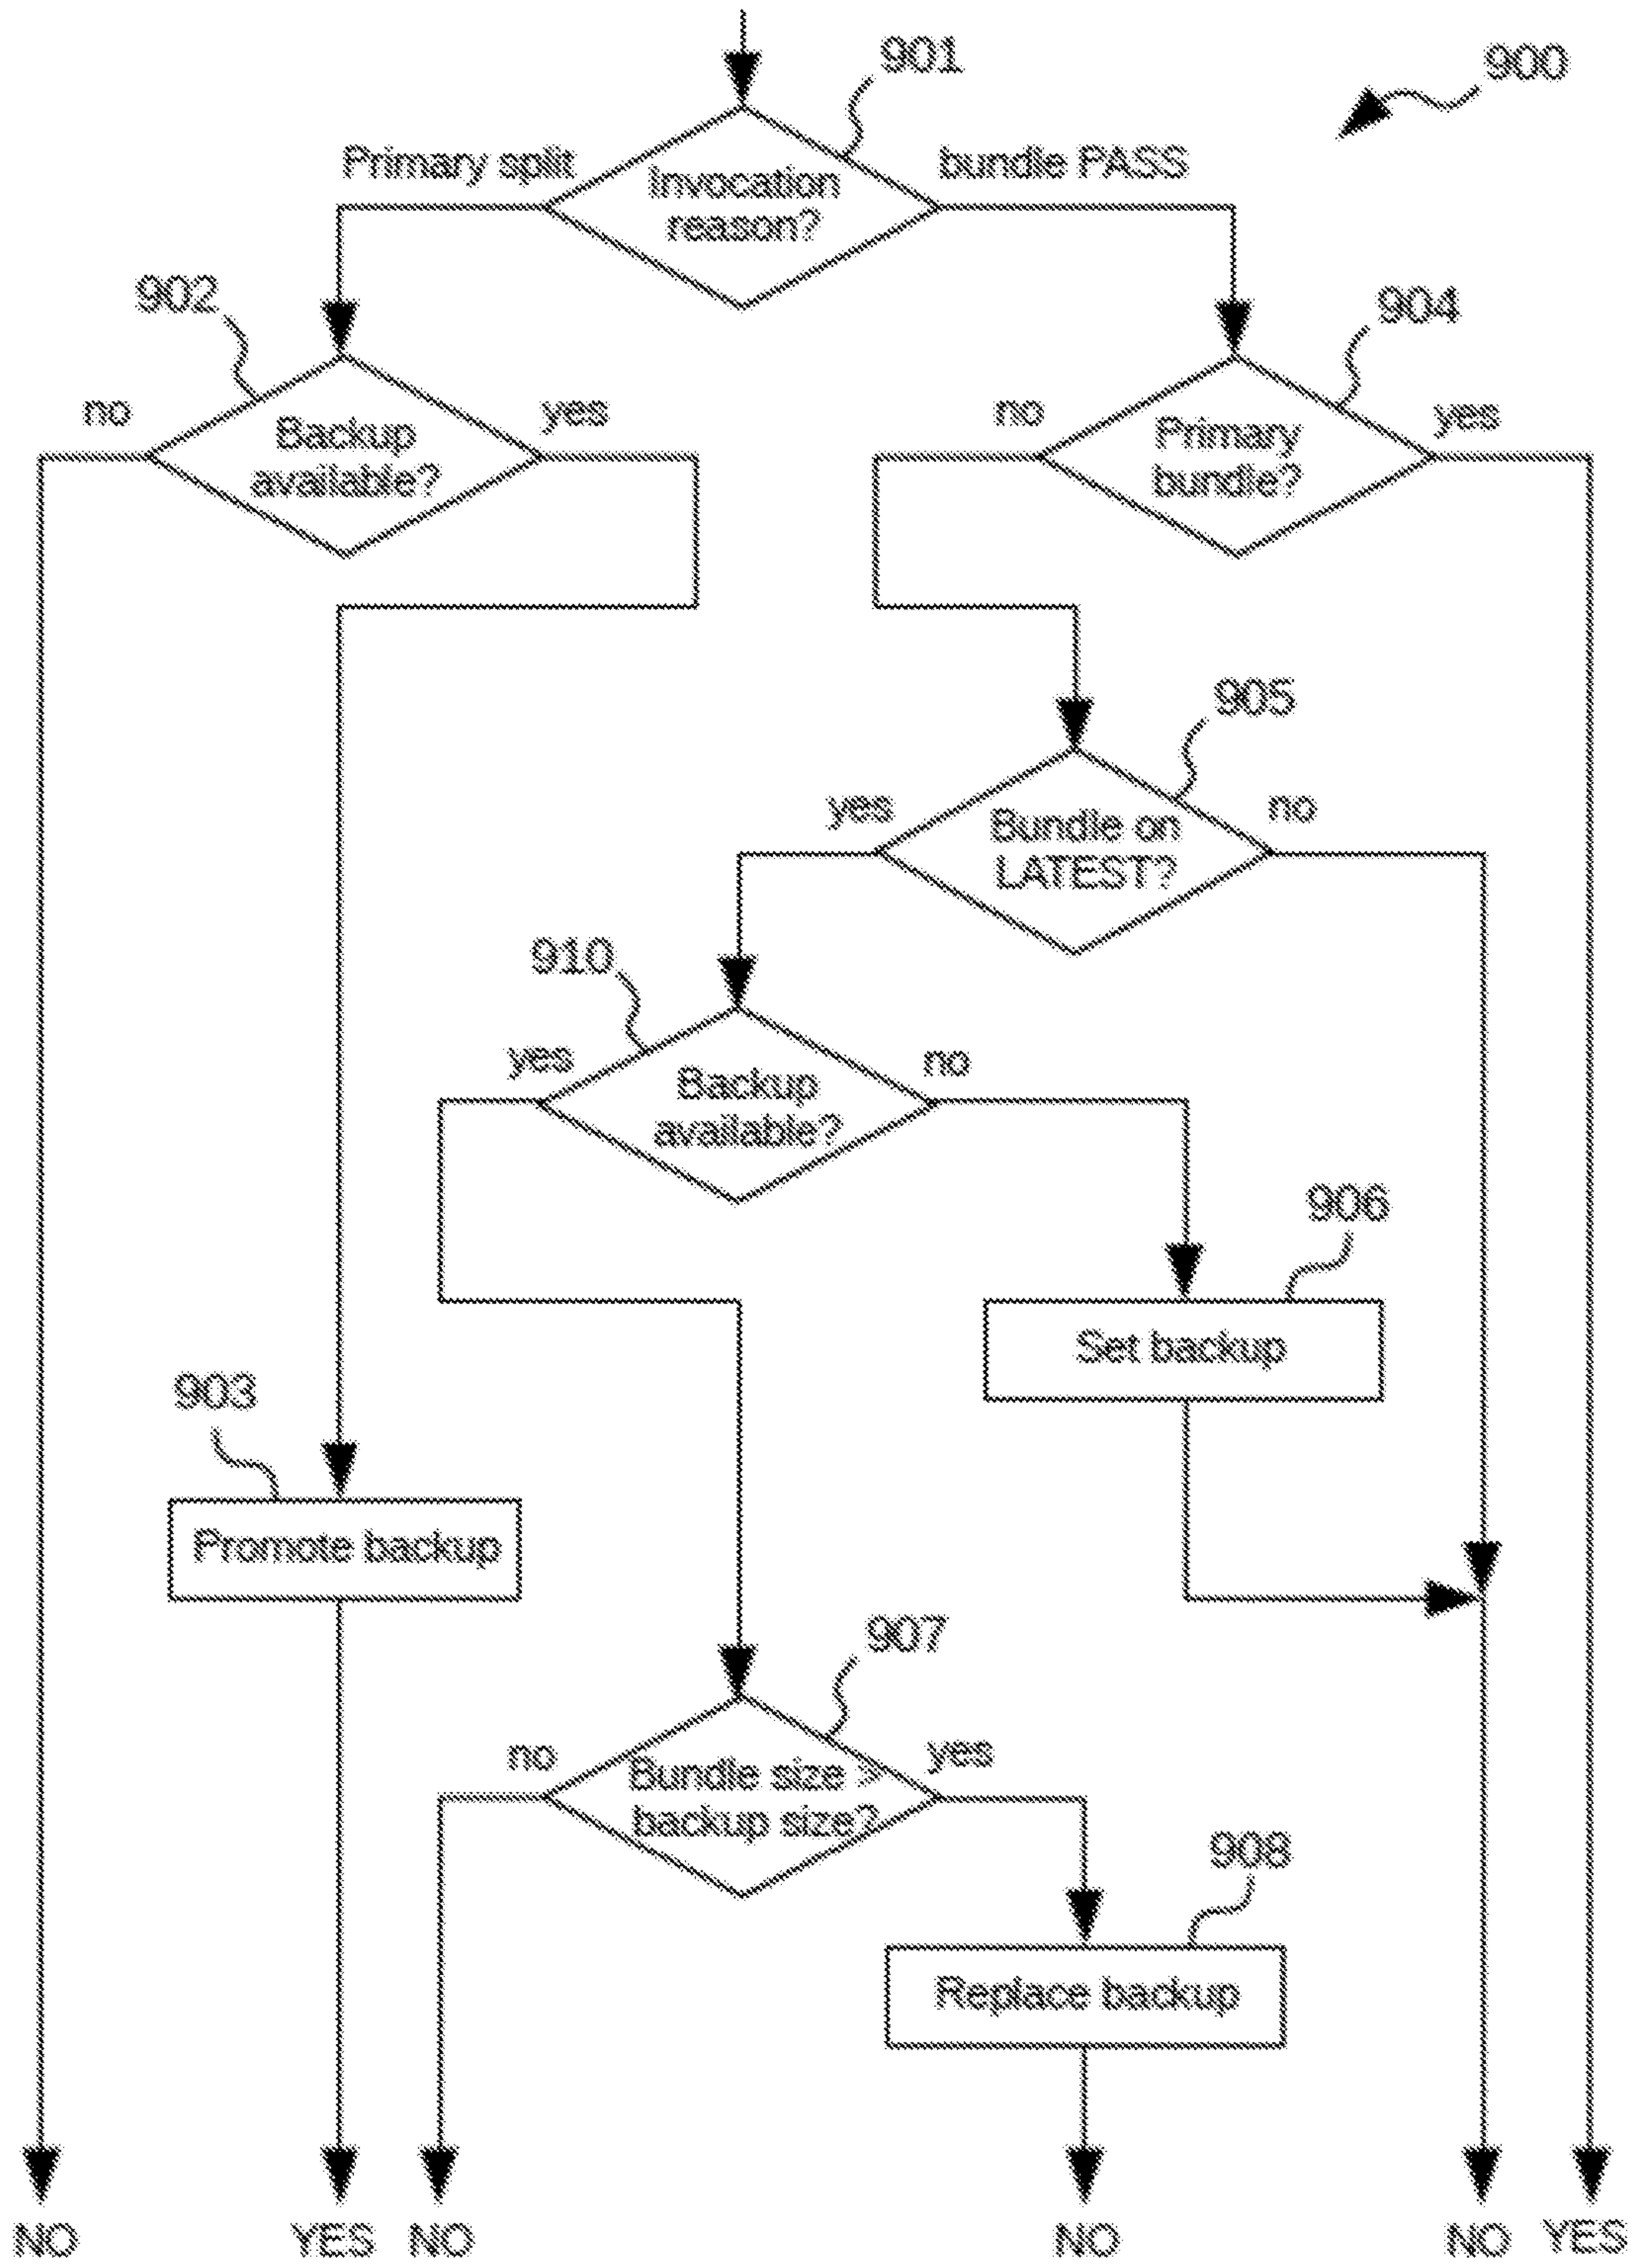 901
900
Primary split
bundle PASS
Invocation
reason?
902
904
no
yes
no
yes
Backup
available?
Primary
bundle?
905
yes
no
Bundle on
LATEST?
910
yes
no
Backup
available?
906
Set backup
903
Promote backup
907
no
yes
Bundle size >
backup size?
908
Replace backup
NO
YES
NO
NO
NO
YES